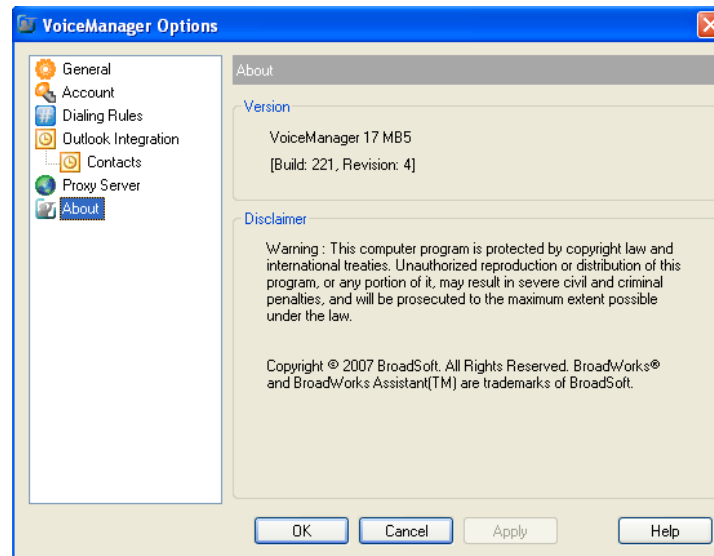 VoiceManager Options
General
Account
Dialing Rules
Outlook Integration
Contacts
Proxy Server
About
About
Version
VoiceManager 17 MB5
[Build: 221, Revision: 4]
Disclaimer
Warning : This computer program is protected by copyright law and
international treaties. Unauthorized reproduction or distribution of this
program, or any portion of it, may result in severe civil and criminal
penalties, and will be prosecuted to the maximum extent possible
under the law.
Copyright © 2007 BroadSoft. All Rights Reserved. BroadWorks®
and BroadWorks Assistant(TM) are trademarks of BroadSoft.
OK Cancel Apply Help